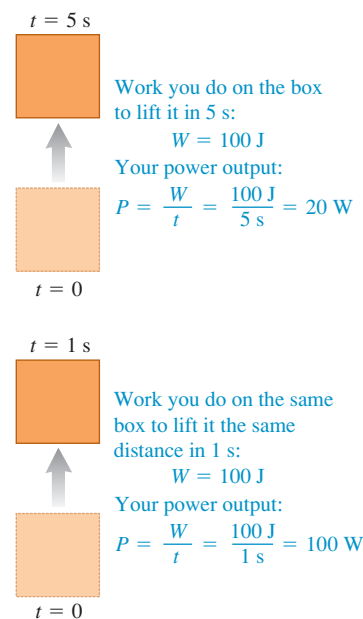 t = 5 s
Work you do on the box
to lift it in 5 s:
W = 100 J
Your power output:
P = W/t = 100 J/5 s = 20 W
t = 0
t = 1 s
Work you do on the same
box to lift it the same
distance in 1 s:
W = 100 J
Your power output:
P = W/t = 100 J/1 s = 100 W
t = 0